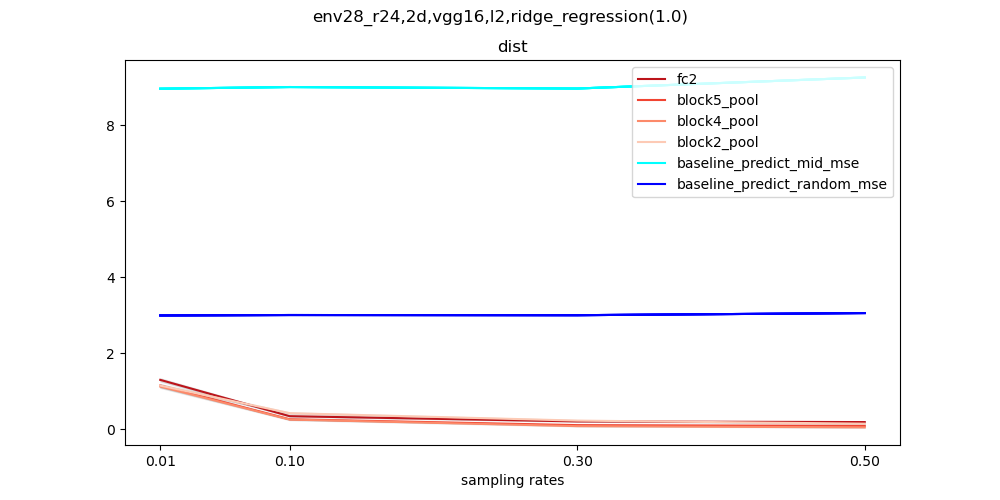 env28_r24,2d,vgg16,l2,ridge_regression(1.0)
dist
fc2
block5_pool
block4_pool
block2_pool
baseline_predict_mid_mse
baseline_predict_random_mse
8
6
4
2
0
0.01 0.10 0.30 0.50
sampling rates